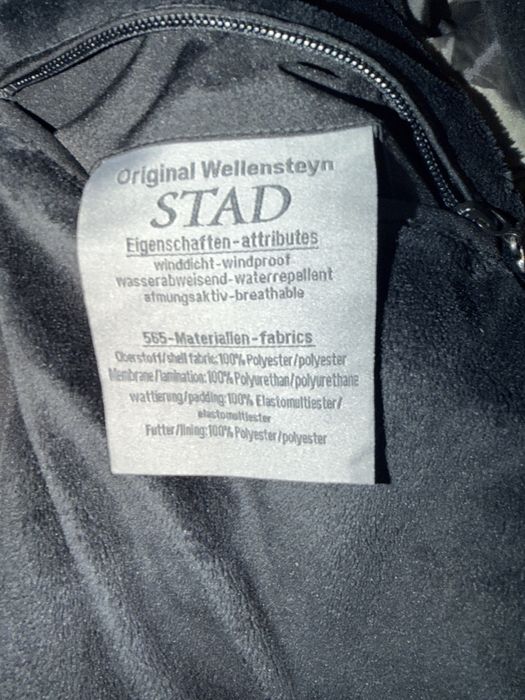 Original Wellensteyn
STAD
Eigenschaften-attributes
winddicht-windproof
wasserabweisend-waterrepellent
atmungsaktiv-breathable
565-Materialien-fabrics
Oberstoff/shell fabric:100% Polyester/polyester
Membrane/lamination:100% Polyurethan/polyurethane
wattierung/padding:100% Elastomultiester/
elastomultiester
Futter/lining:100% Polyester/polyester